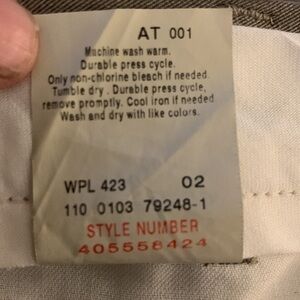 AT 001
Machine wash warm.
Durable press cycle.
Only non-chlorine bleach if needed.
Tumble dry. Durable press cycle,
remove promptly. Cool iron if needed
Wash and dry with like colors.
WPL 423 02
110 0103 79248-1
STYLE NUMBER
405558424